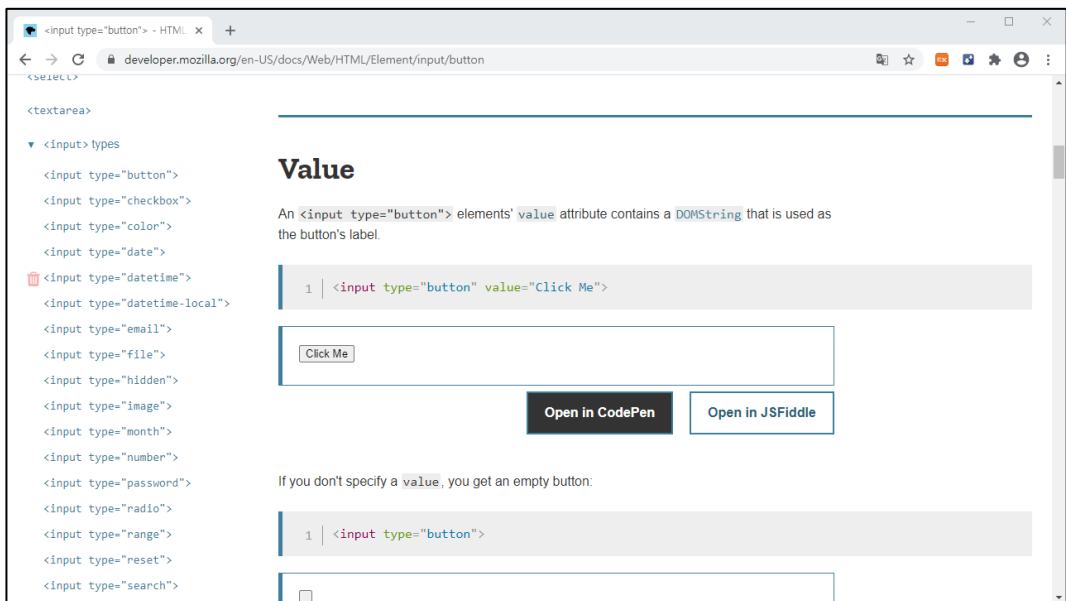 <input type="button"> - HTML
developer.mozilla.org/en-US/docs/Web/HTML/Element/input/button
<select>
<textarea>
▼ <input> types
<input type="button">
<input type="checkbox">
<input type="color">
<input type="date">
<input type="datetime">
<input type="datetime-local">
<input type="email">
<input type="file">
<input type="hidden">
<input type="image">
<input type="month">
<input type="number">
<input type="password">
<input type="radio">
<input type="range">
<input type="reset">
<input type="search">
Value
An <input type="button"> elements' value attribute contains a DOMString that is used as
the button's label.
1 <input type="button" value="Click Me">
Click Me
Open in CodePen Open in JSFiddle
If you don't specify a value, you get an empty button:
1 <input type="button">